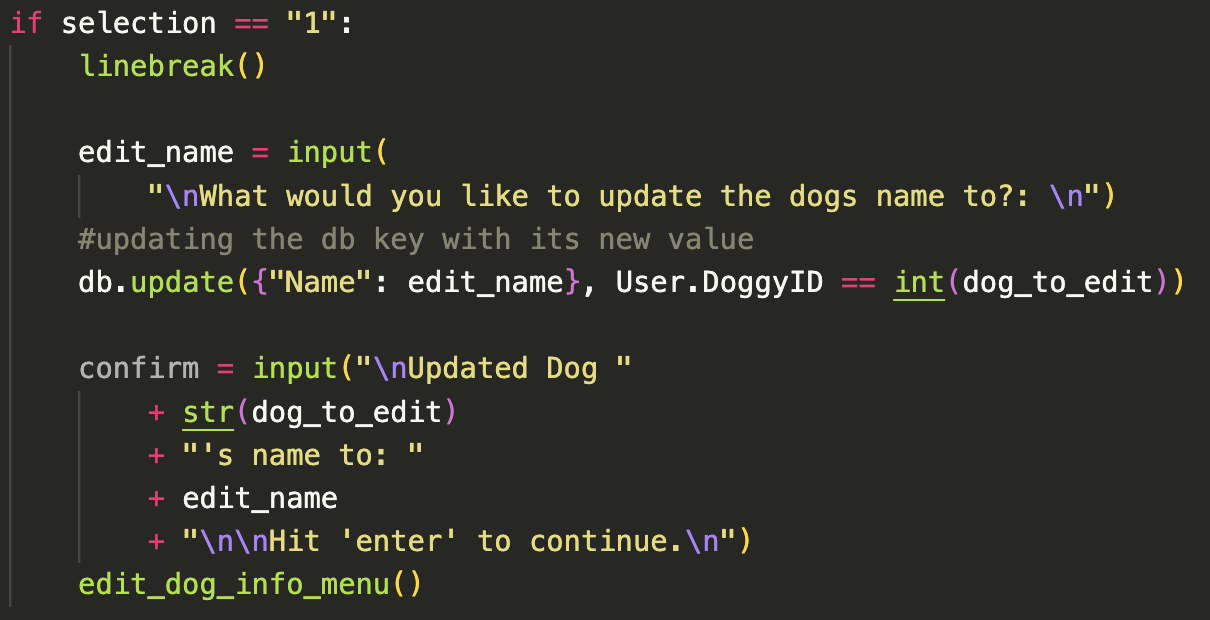 if selection == "1":
    linebreak()

    edit_name = input(
        "\nWhat would you like to update the dogs name to?: \n")
    #updating the db key with its new value
    db.update({"Name": edit_name}, User.DoggyID == int(dog_to_edit))

    confirm = input("\nUpdated Dog "
        + str(dog_to_edit)
        + "'s name to: "
        + edit_name
        + "\n\nHit 'enter' to continue.\n")
    edit_dog_info_menu()